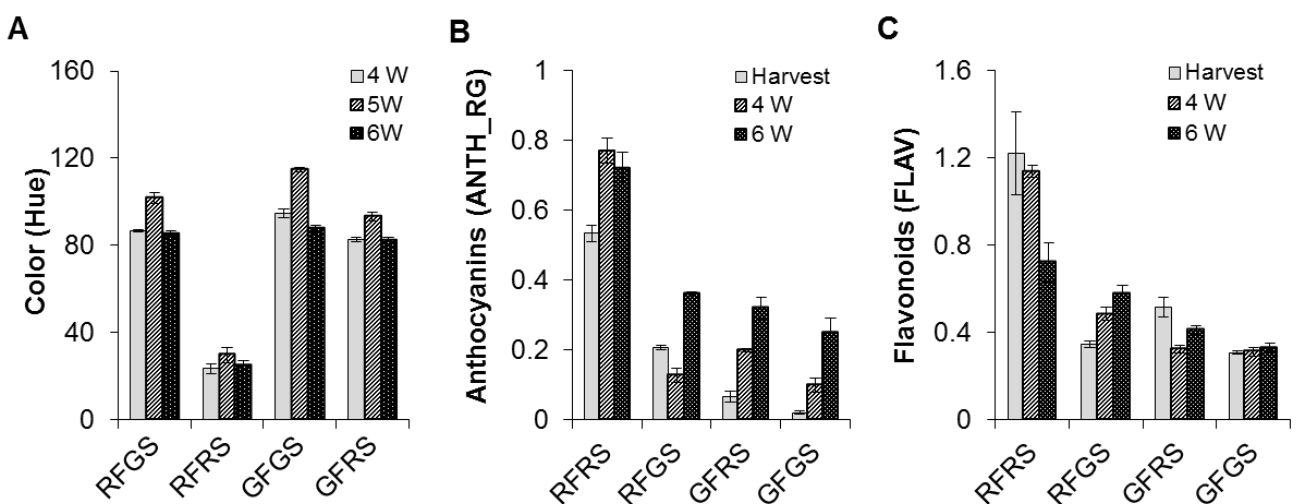 A
Color (Hue)
160
120
80
40
0
4 W
5W
6W
RFGS
RFRS
GFGS
GFRS
B
Anthocyanins (ANTH_RG)
1
0.8
0.6
0.4
0.2
0
Harvest
4 W
6 W
RFRS
RFGS
GFRS
GFGS
C
Flavonoids (FLAV)
1.6
1.2
0.8
0.4
0
Harvest
4 W
6 W
RFRS
RFGS
GFRS
GFGS